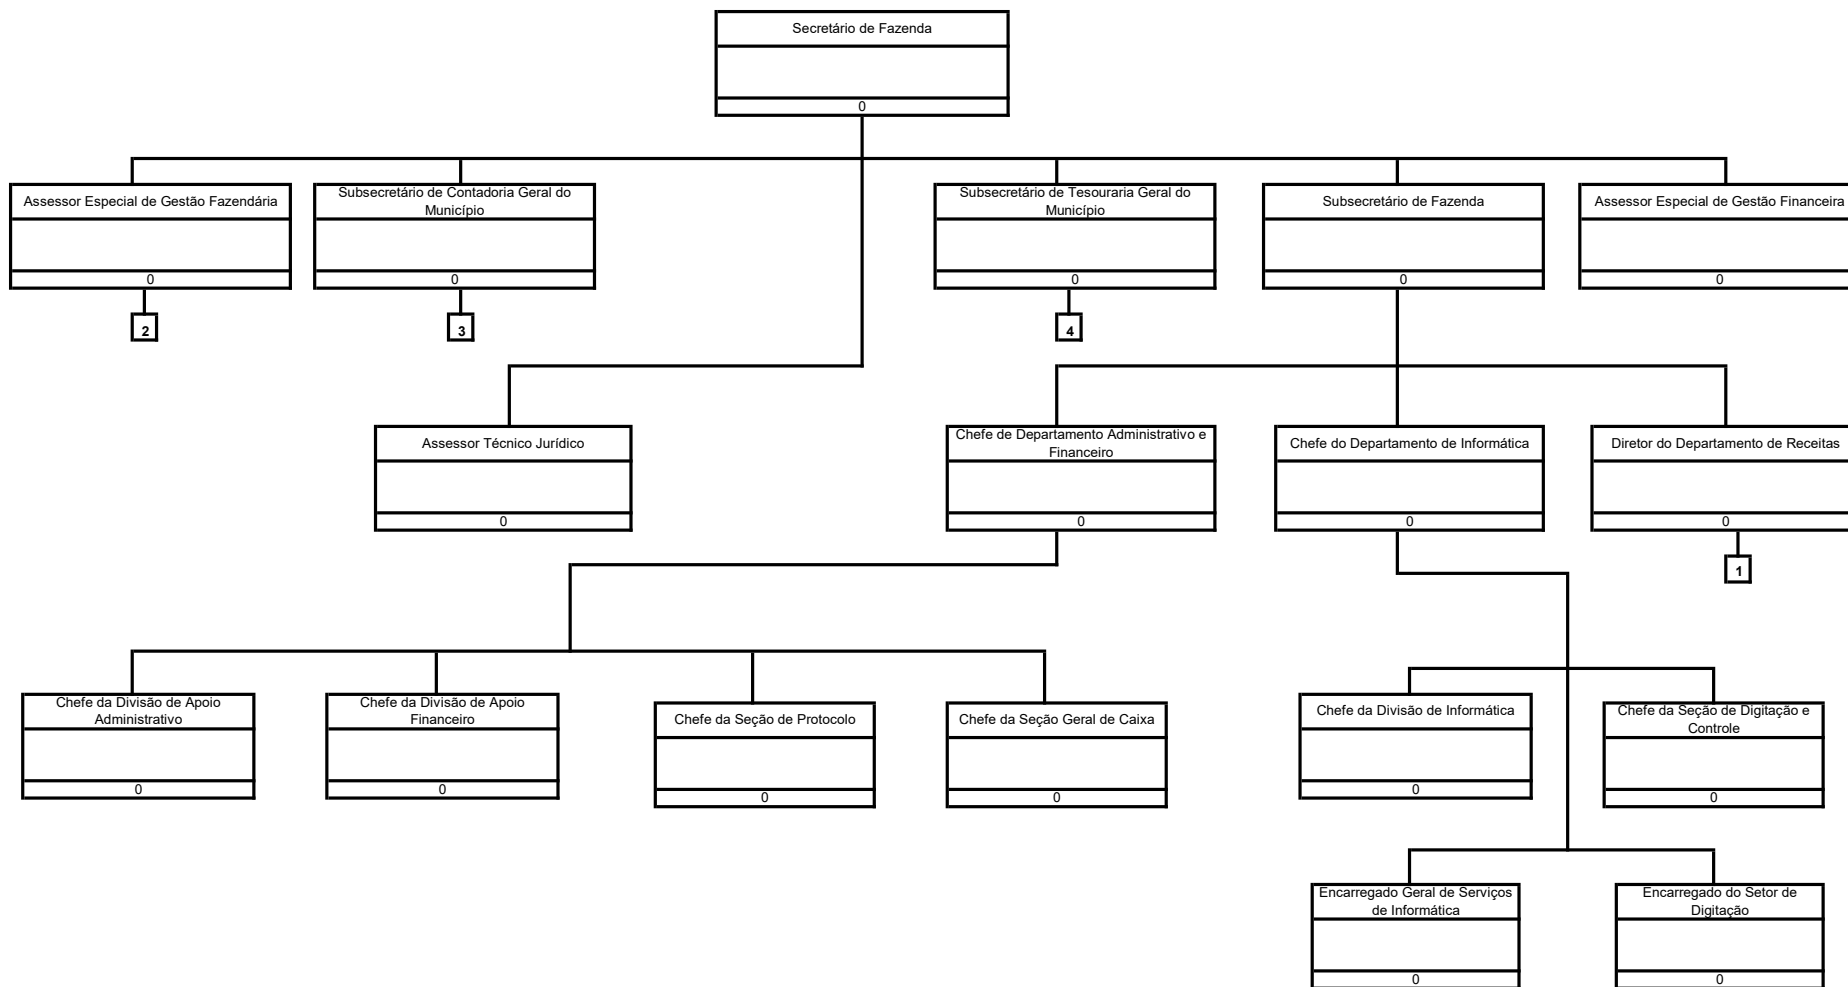 Secretário de Fazenda
0
Assessor Especial de Gestão Fazendária
0
2
Subsecretário de Contadoria Geral do
Município
0
3
Subsecretário de Tesouraria Geral do
Município
0
4
Subsecretário de Fazenda
0
Assessor Especial de Gestão Financeira
0
Assessor Técnico Jurídico
0
Chefe de Departamento Administrativo e
Financeiro
0
Chefe do Departamento de Informática
0
Diretor do Departamento de Receitas
0
1
Chefe da Divisão de Apoio
Administrativo
0
Chefe da Divisão de Apoio
Financeiro
0
Chefe da Seção de Protocolo
0
Chefe da Seção Geral de Caixa
0
Chefe da Divisão de Informática
0
Chefe da Seção de Digitação e
Controle
0
Encarregado Geral de Serviços
de Informática
0
Encarregado do Setor de
Digitação
0